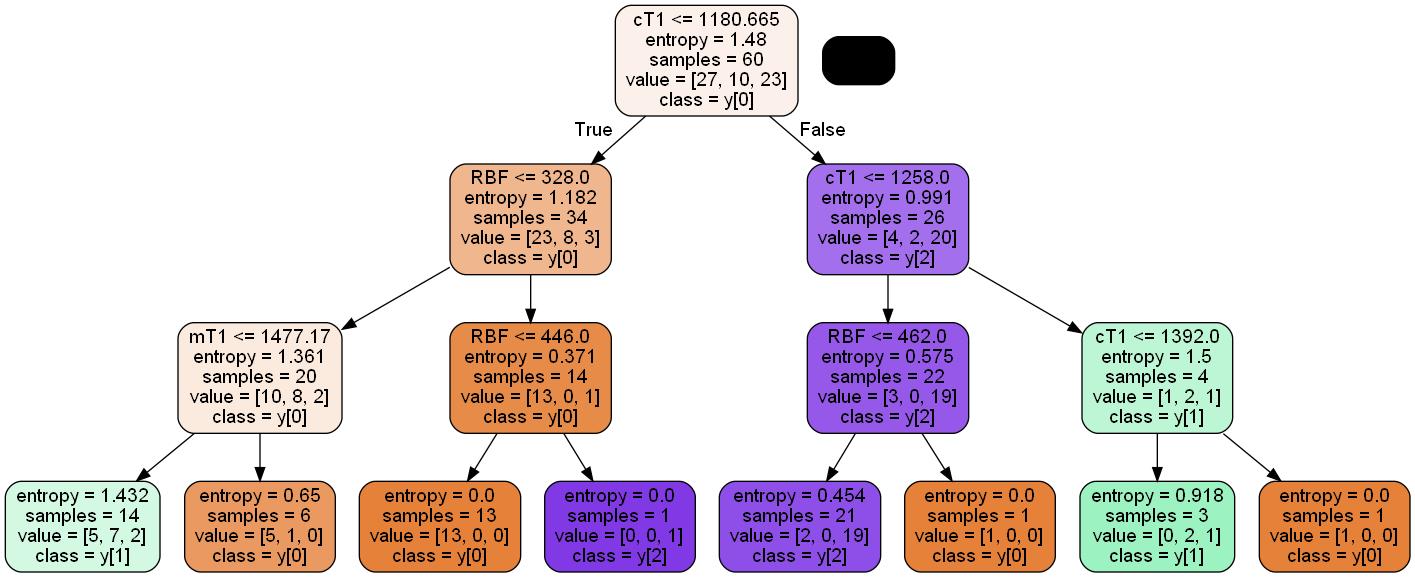 cT1 <= 1180.665
entropy = 1.48
samples = 60
value = [27, 10, 23]
class = y[0]
True
False
RBF <= 328.0
entropy = 1.182
samples = 34
value = [23, 8, 3]
class = y[0]
cT1 <= 1258.0
entropy = 0.991
samples = 26
value = [4, 2, 20]
class = y[2]
mT1 <= 1477.17
entropy = 1.361
samples = 20
value = [10, 8, 2]
class = y[0]
RBF <= 446.0
entropy = 0.371
samples = 14
value = [13, 0, 1]
class = y[0]
RBF <= 462.0
entropy = 0.575
samples = 22
value = [3, 0, 19]
class = y[2]
cT1 <= 1392.0
entropy = 1.5
samples = 4
value = [1, 2, 1]
class = y[1]
entropy = 1.432
samples = 14
value = [5, 7, 2]
class = y[1]
entropy = 0.65
samples = 6
value = [5, 1, 0]
class = y[0]
entropy = 0.0
samples = 13
value = [13, 0, 0]
class = y[0]
entropy = 0.0
samples = 1
value = [0, 0, 1]
class = y[2]
entropy = 0.454
samples = 21
value = [2, 0, 19]
class = y[2]
entropy = 0.0
samples = 1
value = [1, 0, 0]
class = y[0]
entropy = 0.918
samples = 3
value = [0, 2, 1]
class = y[1]
entropy = 0.0
samples = 1
value = [1, 0, 0]
class = y[0]